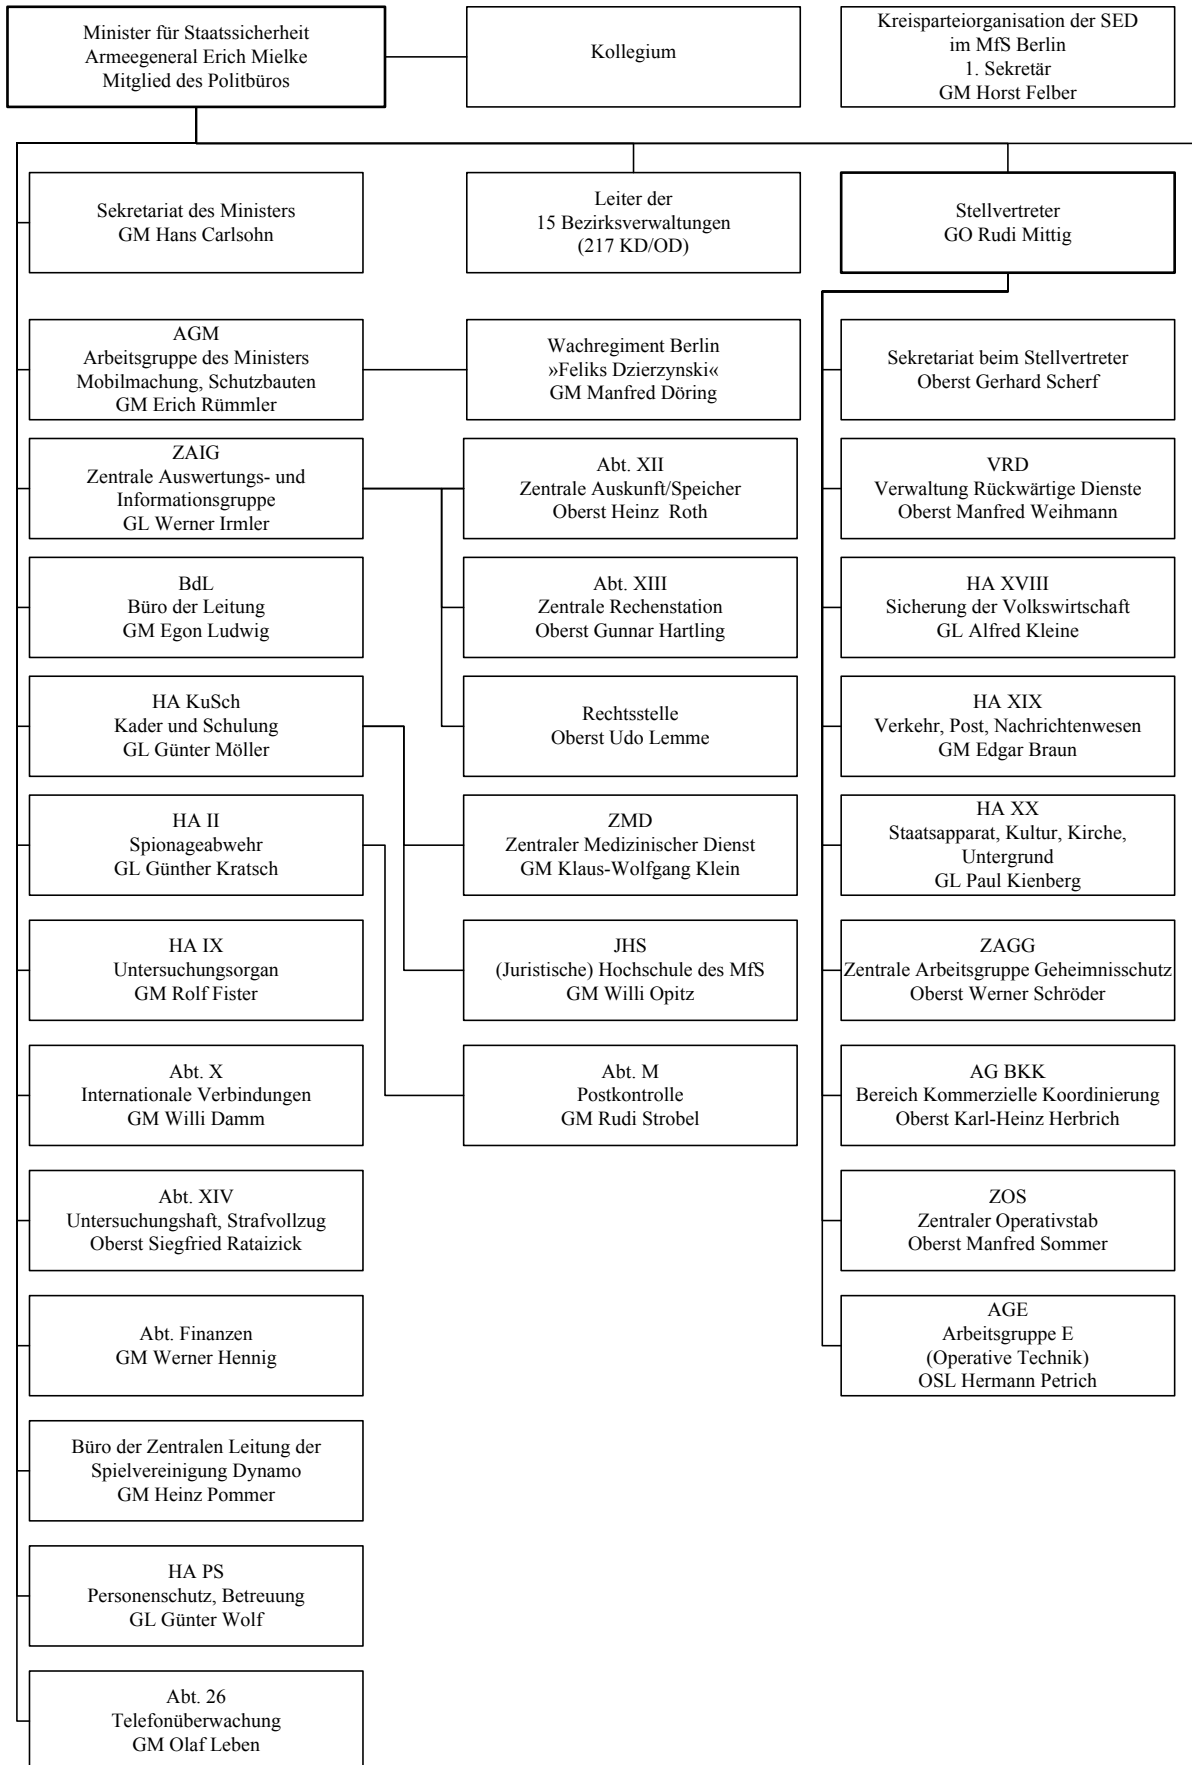 Minister für Staatssicherheit
Armeegeneral Erich Mielke
Mitglied des Politbüros
Kollegium
Kreisparteiorganisation der SED
im MfS Berlin
1. Sekretär
GM Horst Felber
Sekretariat des Ministers
GM Hans Carlsohn
Leiter der
15 Bezirksverwaltungen
(217 KD/OD)
Stellvertreter
GO Rudi Mittig
AGM
Arbeitsgruppe des Ministers
Mobilmachung, Schutzbauten
GM Erich Rümmler
Wachregiment Berlin
»Feliks Dzierzynski«
GM Manfred Döring
Sekretariat beim Stellvertreter
Oberst Gerhard Scherf
ZAIG
Zentrale Auswertungs- und
Informationsgruppe
GL Werner Irmler
Abt. XII
Zentrale Auskunft/Speicher
Oberst Heinz Roth
VRD
Verwaltung Rückwärtige Dienste
Oberst Manfred Weihmann
BdL
Büro der Leitung
GM Egon Ludwig
Abt. XIII
Zentrale Rechenstation
Oberst Gunnar Hartling
HA XVIII
Sicherung der Volkswirtschaft
GL Alfred Kleine
HA KuSch
Kader und Schulung
GL Günter Möller
Rechtsstelle
Oberst Udo Lemme
HA XIX
Verkehr, Post, Nachrichtenwesen
GM Edgar Braun
HA II
Spionageabwehr
GL Günther Kratsch
ZMD
Zentraler Medizinischer Dienst
GM Klaus-Wolfgang Klein
HA XX
Staatsapparat, Kultur, Kirche,
Untergrund
GL Paul Kienberg
HA IX
Untersuchungsorgan
GM Rolf Fister
JHS
(Juristische) Hochschule des MfS
GM Willi Opitz
ZAGG
Zentrale Arbeitsgruppe Geheimnisschutz
Oberst Werner Schröder
Abt. X
Internationale Verbindungen
GM Willi Damm
Abt. M
Postkontrolle
GM Rudi Strobel
AG BKK
Bereich Kommerzielle Koordinierung
Oberst Karl-Heinz Herbrich
Abt. XIV
Untersuchungshaft, Strafvollzug
Oberst Siegfried Rataizick
ZOS
Zentraler Operativstab
Oberst Manfred Sommer
Abt. Finanzen
GM Werner Hennig
AGE
Arbeitsgruppe E
(Operative Technik)
OSL Hermann Petrich
Büro der Zentralen Leitung der
Spielvereinigung Dynamo
GM Heinz Pommer
HA PS
Personenschutz, Betreuung
GL Günter Wolf
Abt. 26
Telefonüberwachung
GM Olaf Leben